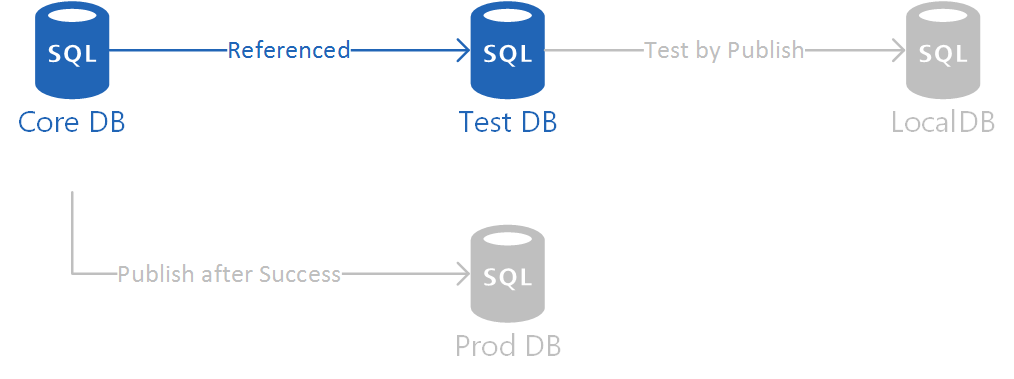 SQL Referenced SQL Test by Publish SQL
Core DB Test DB LocalDB
Publish after Success SQL
Prod DB